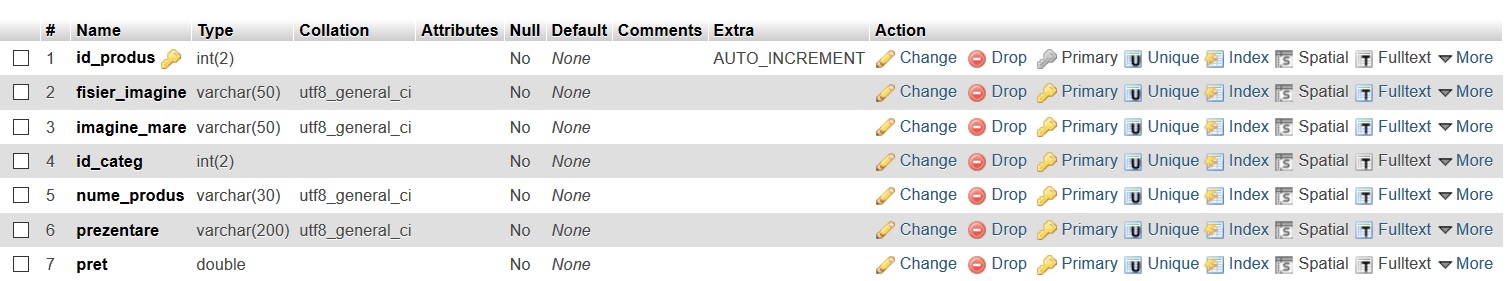 # Name Type Collation Attributes Null Default Comments Extra Action
1 id_produs int(2) No None AUTO_INCREMENT Change Drop Primary Unique Index Spatial Fulltext More
2 fisier_imagine varchar(50) utf8_general_ci No None Change Drop Primary Unique Index Spatial Fulltext More
3 imagine_mare varchar(50) utf8_general_ci No None Change Drop Primary Unique Index Spatial Fulltext More
4 id_categ int(2) No None Change Drop Primary Unique Index Spatial Fulltext More
5 nume_produs varchar(30) utf8_general_ci No None Change Drop Primary Unique Index Spatial Fulltext More
6 prezentare varchar(200) utf8_general_ci No None Change Drop Primary Unique Index Spatial Fulltext More
7 pret double No None Change Drop Primary Unique Index Spatial Fulltext More